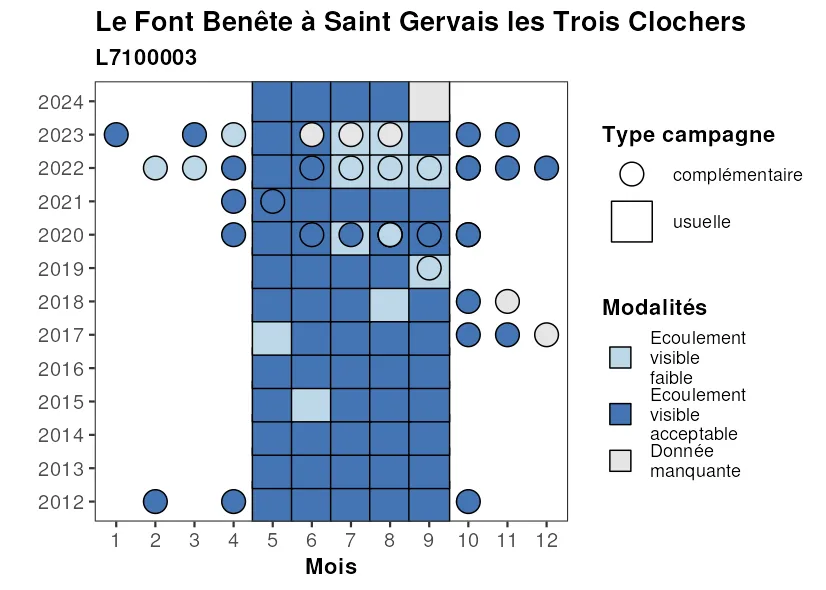 Le Font Benête à Saint Gervais les Trois Clochers
L7100003
2024
2023
2022
2021
2020
2019
2018
2017
2016
2015
2014
2013
2012
1 2 3 4 5 6 7 8 9 10 11 12
Mois
Type campagne
complémentaire
usuelle
Modalités
Ecoulement
visible
faible
Ecoulement
visible
acceptable
Donnée
manquante